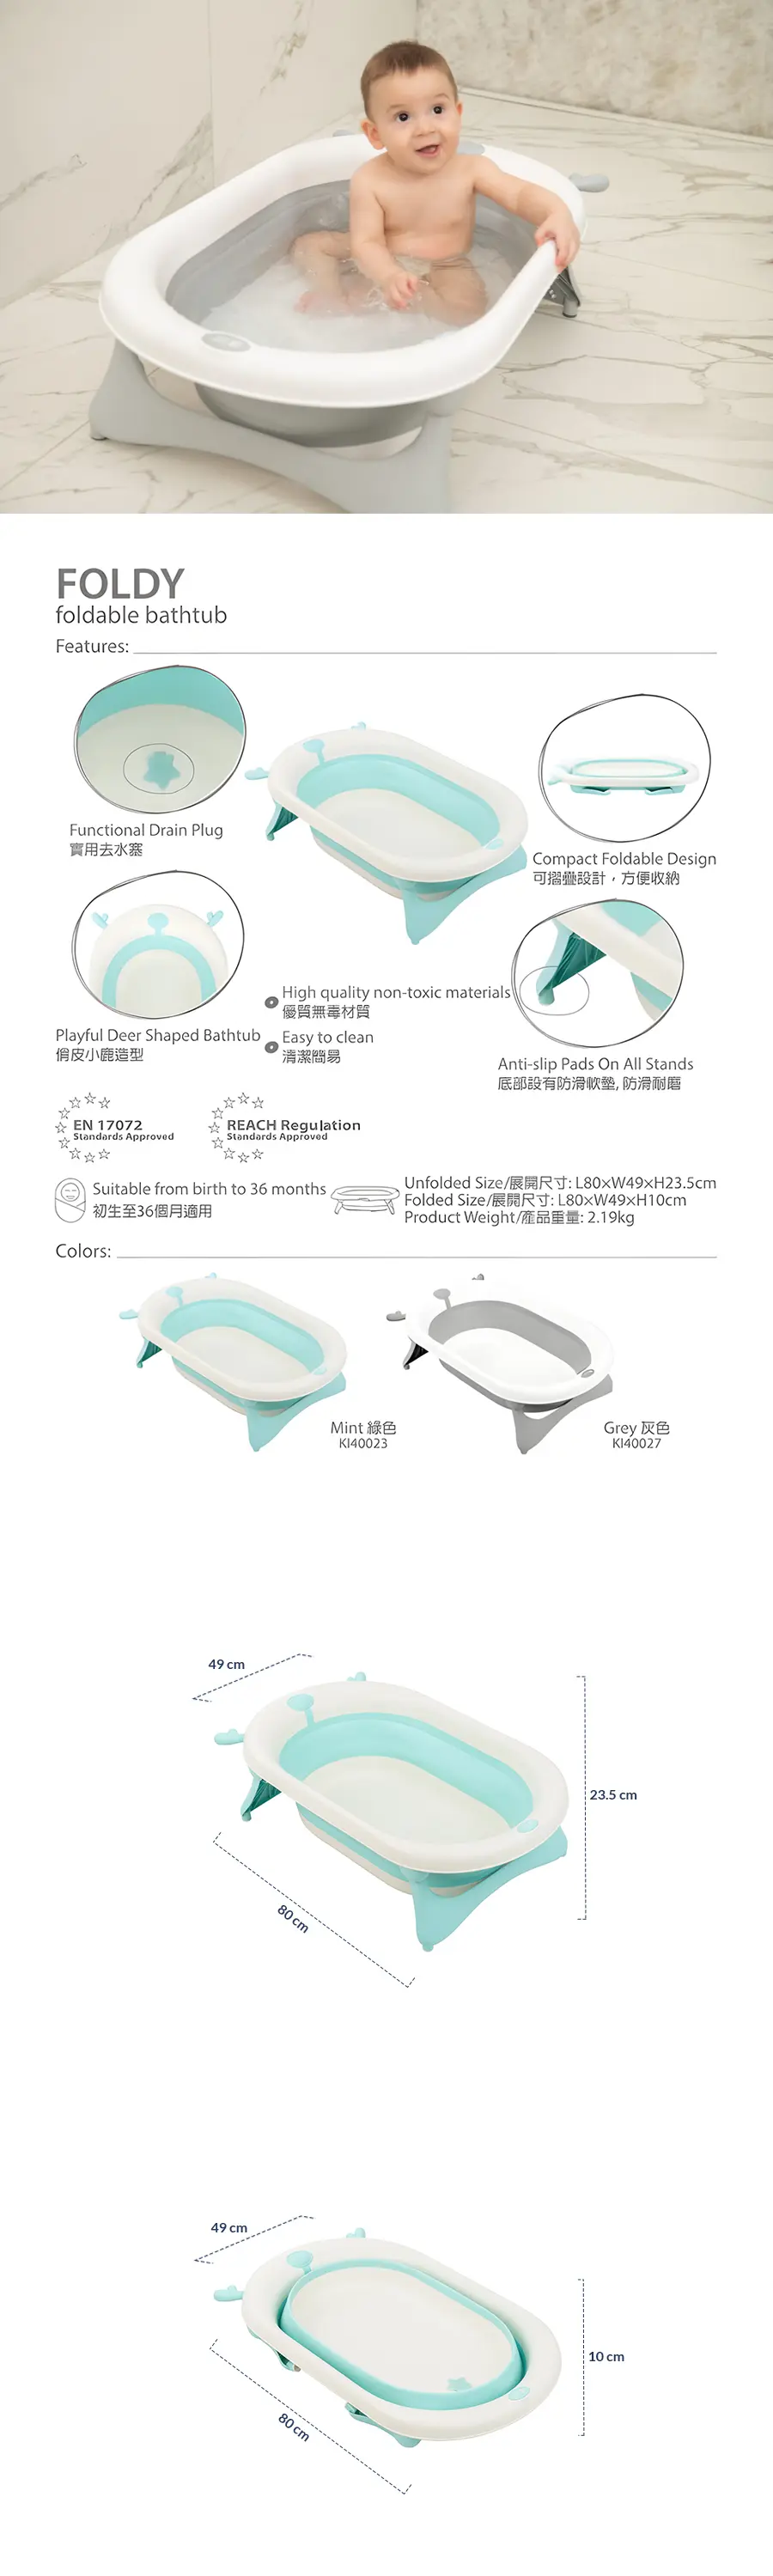 FOLDY
foldable bathtub
Features:
Functional Drain Plug
實用去水塞
Compact Foldable Design
可摺疊設計，方便收納
Playful Deer Shaped Bathtub
俏皮小鹿造型
High quality non-toxic materials
優質無毒材質
Easy to clean
清潔簡易
Anti-slip Pads On All Stands
底部設有防滑軟墊, 防滑耐磨
EN 17072
Standards Approved
REACH Regulation
Standards Approved
Suitable from birth to 36 months
初生至36個月適用
Unfolded Size/展開尺寸: L80×W49×H23.5cm
Folded Size/展開尺寸: L80×W49×H10cm
Product Weight/產品重量: 2.19kg
Colors:
Mint 綠色
KI40023
Grey 灰色
KI40027
49 cm
23.5 cm
80 cm
49 cm
10 cm
80 cm